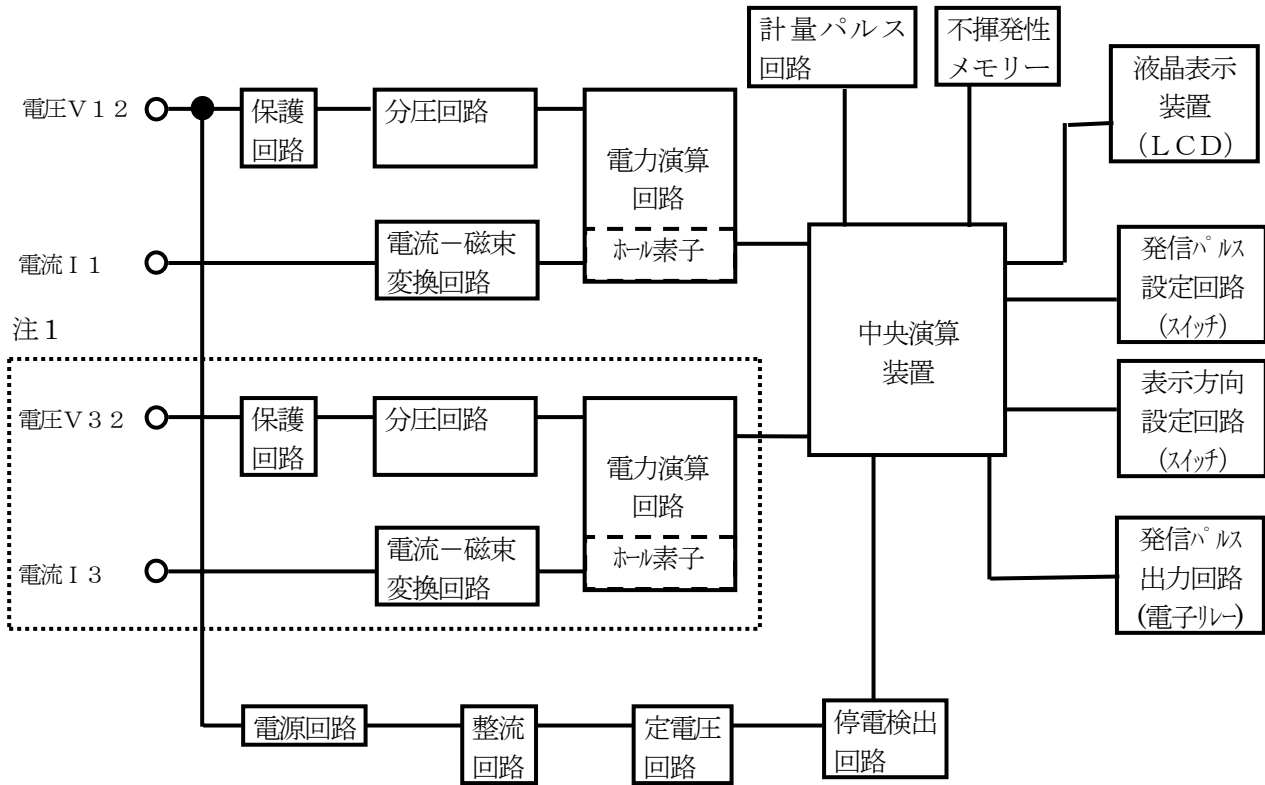 計量パルス
回路
不揮発性
メモリー
液晶表示
装置
(ＬＣＤ)
電圧Ｖ１２
保護
回路
分圧回路
電力演算
回路
ﾎｰﾙ素子
電流Ｉ１
電流－磁束
変換回路
発信ﾊﾟﾙｽ
設定回路
(ｽｲｯﾁ)
中央演算
装置
注１
電圧Ｖ３２
保護
回路
分圧回路
電力演算
回路
ﾎｰﾙ素子
表示方向
設定回路
(ｽｲｯﾁ)
電流Ｉ３
電流－磁束
変換回路
発信ﾊﾟﾙｽ
出力回路
(電子ﾘﾚｰ)
電源回路
整流
回路
定電圧
回路
停電検出
回路